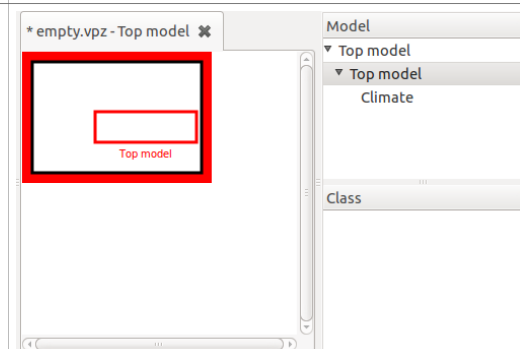 * empty.vpz - Top model
Top model
Model
Top model
Top model
Climate
Class